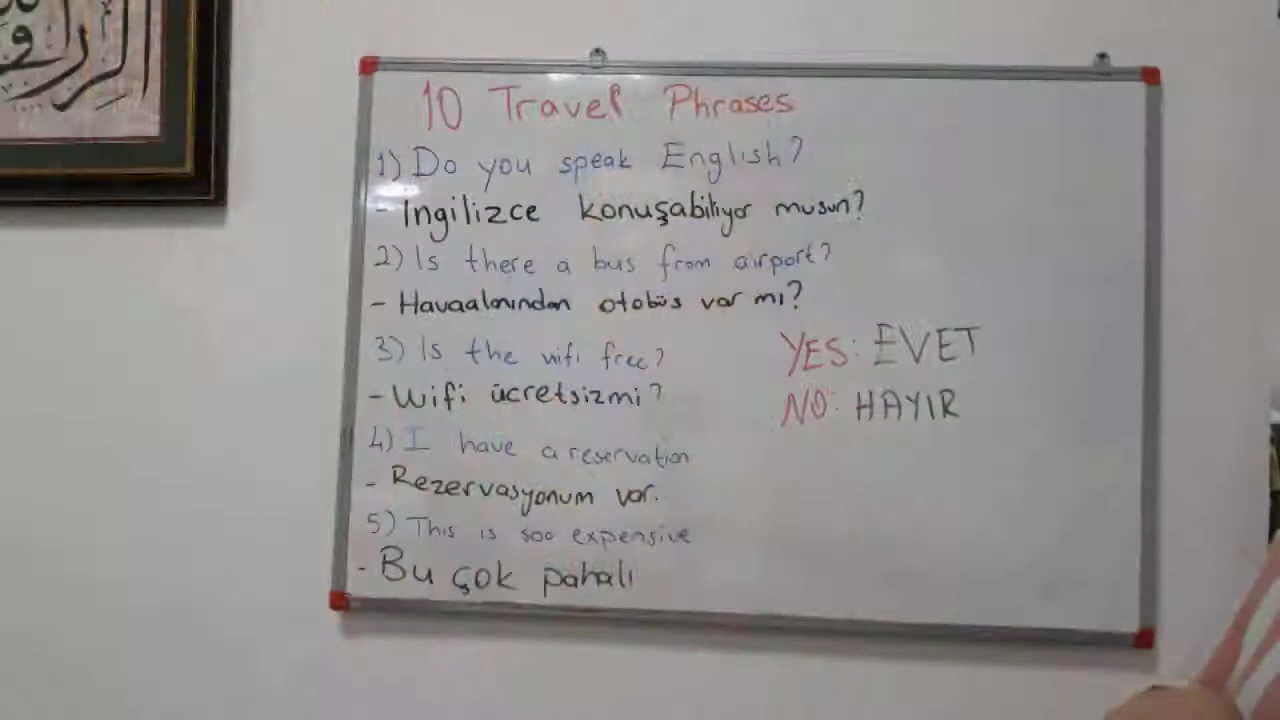 10 Travel Phrases
1) Do you speak English?
- Ingilizce konuşabiliyor musun?
2) Is there a bus from airport?
- Havaalanından otobüs var mı?
3) Is the wifi free?
- Wifi ücretsizmi?
4) I have a reservation
- Rezervasyonum var.
5) This is soo expensive
- Bu çok pahalı
YES: EVET
NO: HAYIR